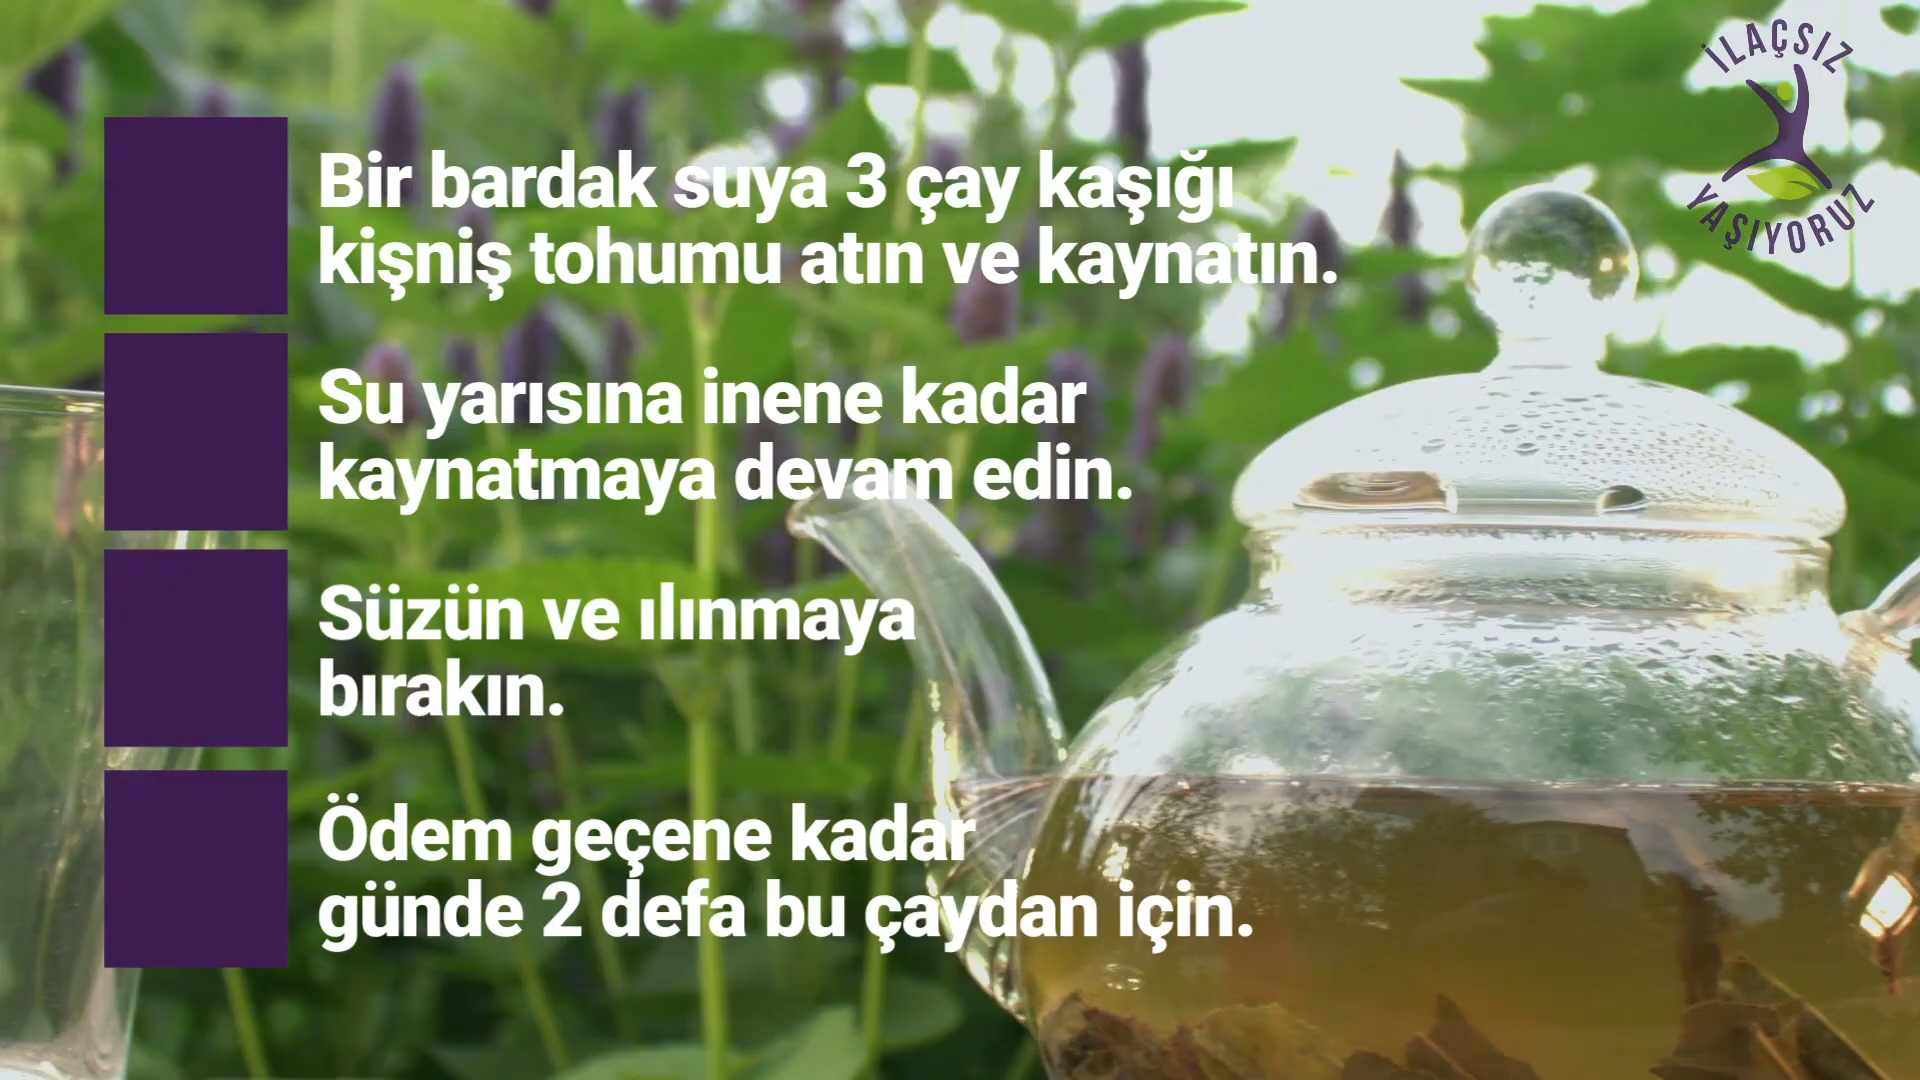 İLAÇSIZ
YAŞIYORUZ
Bir bardak suya 3 çay kaşığı
kişniş tohumu atın ve kaynatın.
Su yarısına inene kadar
kaynatmaya devam edin.
Süzün ve ılınmaya
bırakın.
Ödem geçene kadar
günde 2 defa bu çaydan için.